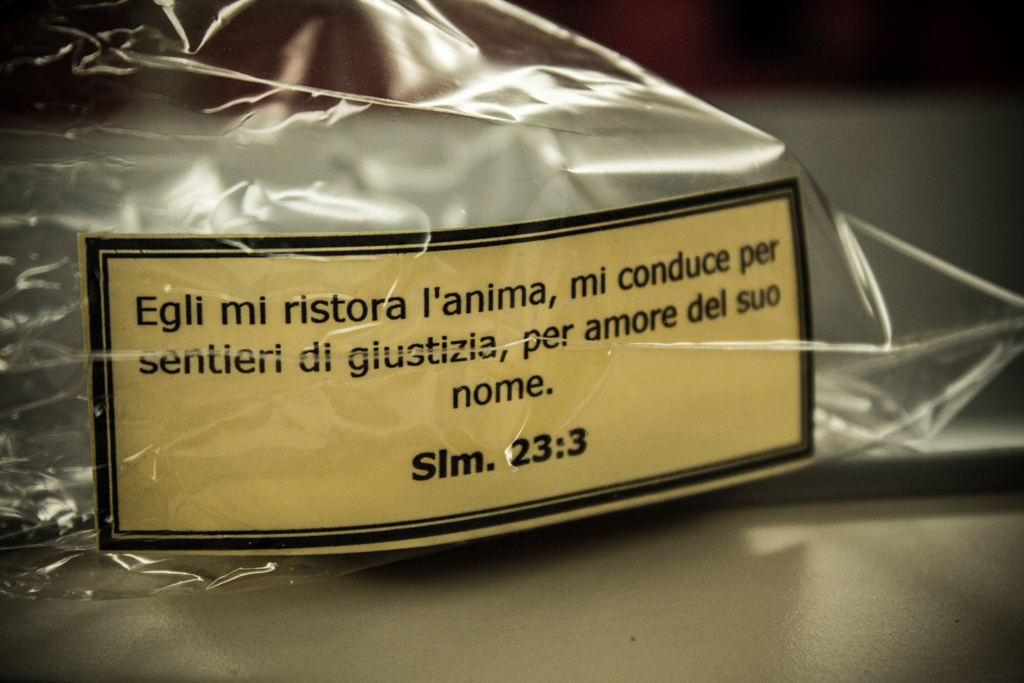 Egli mi ristora l'anima, mi conduce per
sentieri di giustizia, per amore del suo
nome.
Slm. 23:3